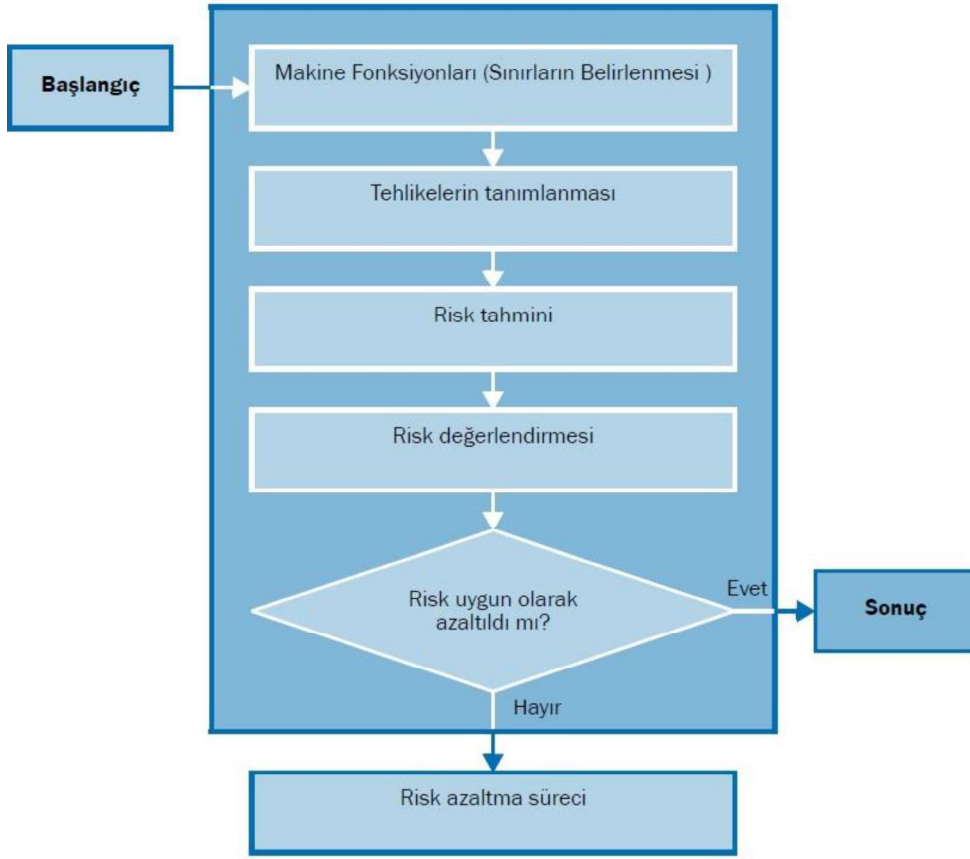 Başlangıç
Makine Fonksiyonları (Sınırların Belirlenmesi )
Tehlikelerin tanımlanması
Risk tahmini
Risk değerlendirmesi
Risk uygun olarak
azaltıldı mı?
Evet
Sonuç
Hayır
Risk azaltma süreci